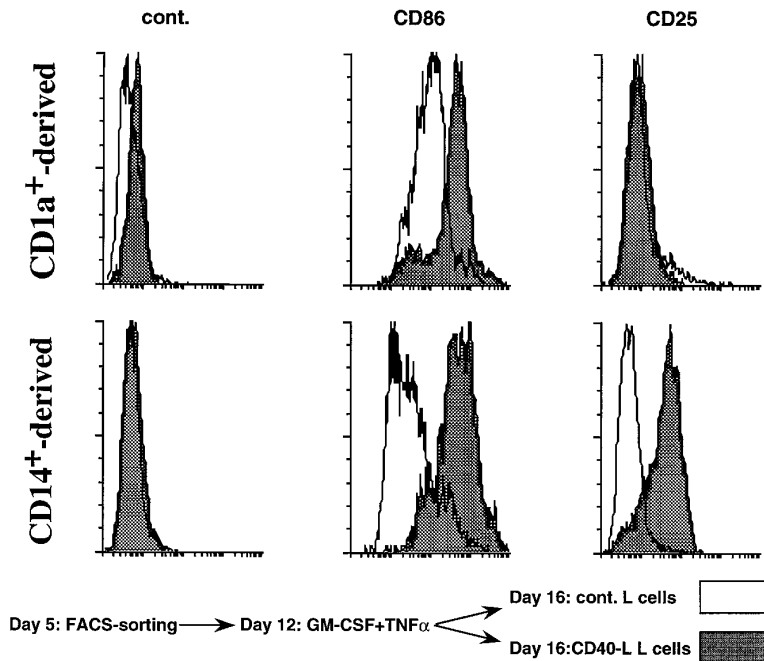 cont. CD86 CD25
CD1a+-derived
CD14+-derived
Day 5: FACS-sorting Day 12: GM-CSF+TNFα
Day 16: cont. L cells
Day 16:CD40-L L cells